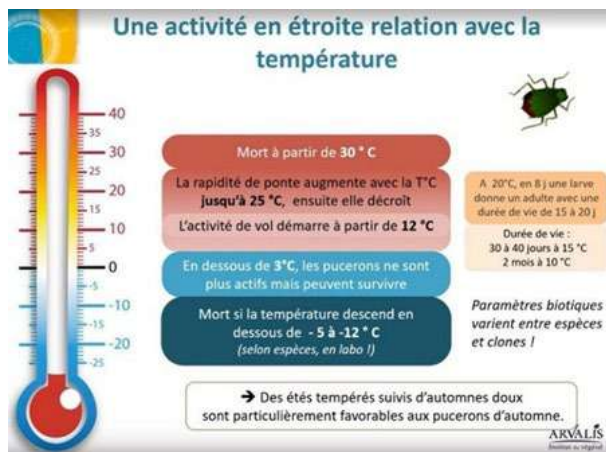 Une activité en étroite relation avec la
température
40
35
30
25
20
15
10
5
0
-5
-10
-15
-20
-25
Mort à partir de 30 ° C
La rapidité de ponte augmente avec la T°C
jusqu'à 25 °C, ensuite elle décroît
L'activité de vol démarre à partir de 12 °C
En dessous de 3°C, les pucerons ne sont
plus actifs mais peuvent survivre
Mort si la température descend en
dessous de - 5 à -12 ° C
(selon espèces, en labo !)
A 20°C, en 8 j une larve
donne un adulte avec une
durée de vie de 15 à 20 j
Durée de vie :
30 à 40 jours à 15 °C
2 mois à 10 °C
Paramètres biotiques
varient entre espèces
et clones !
➔ Des étés tempérés suivis d'automnes doux
sont particulièrement favorables aux pucerons d'automne.
ARVALIS
Institut du végétal